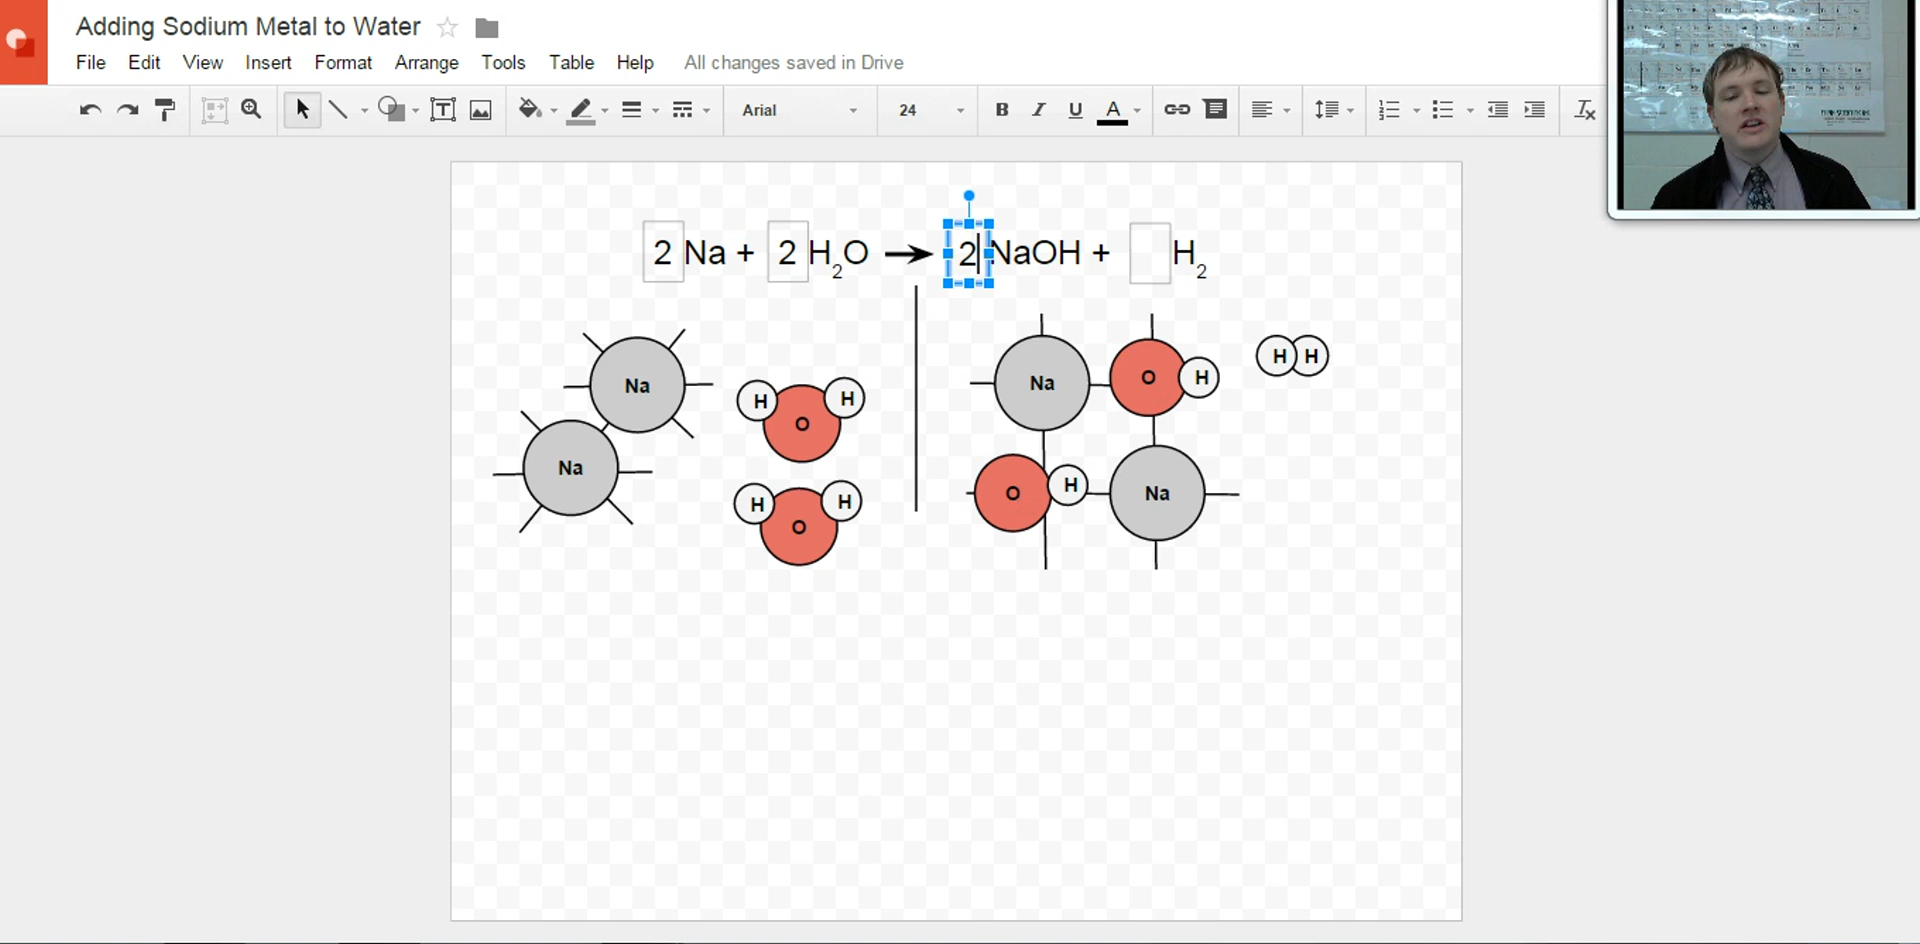 Adding Sodium Metal to Water
File Edit View Insert Format Arrange Tools Table Help All changes saved in Drive
Arial 24 B I U A
2 Na + 2 H2O → 2 NaOH + H2
Na
Na
H O H
H O H
Na O H
H H
O H Na